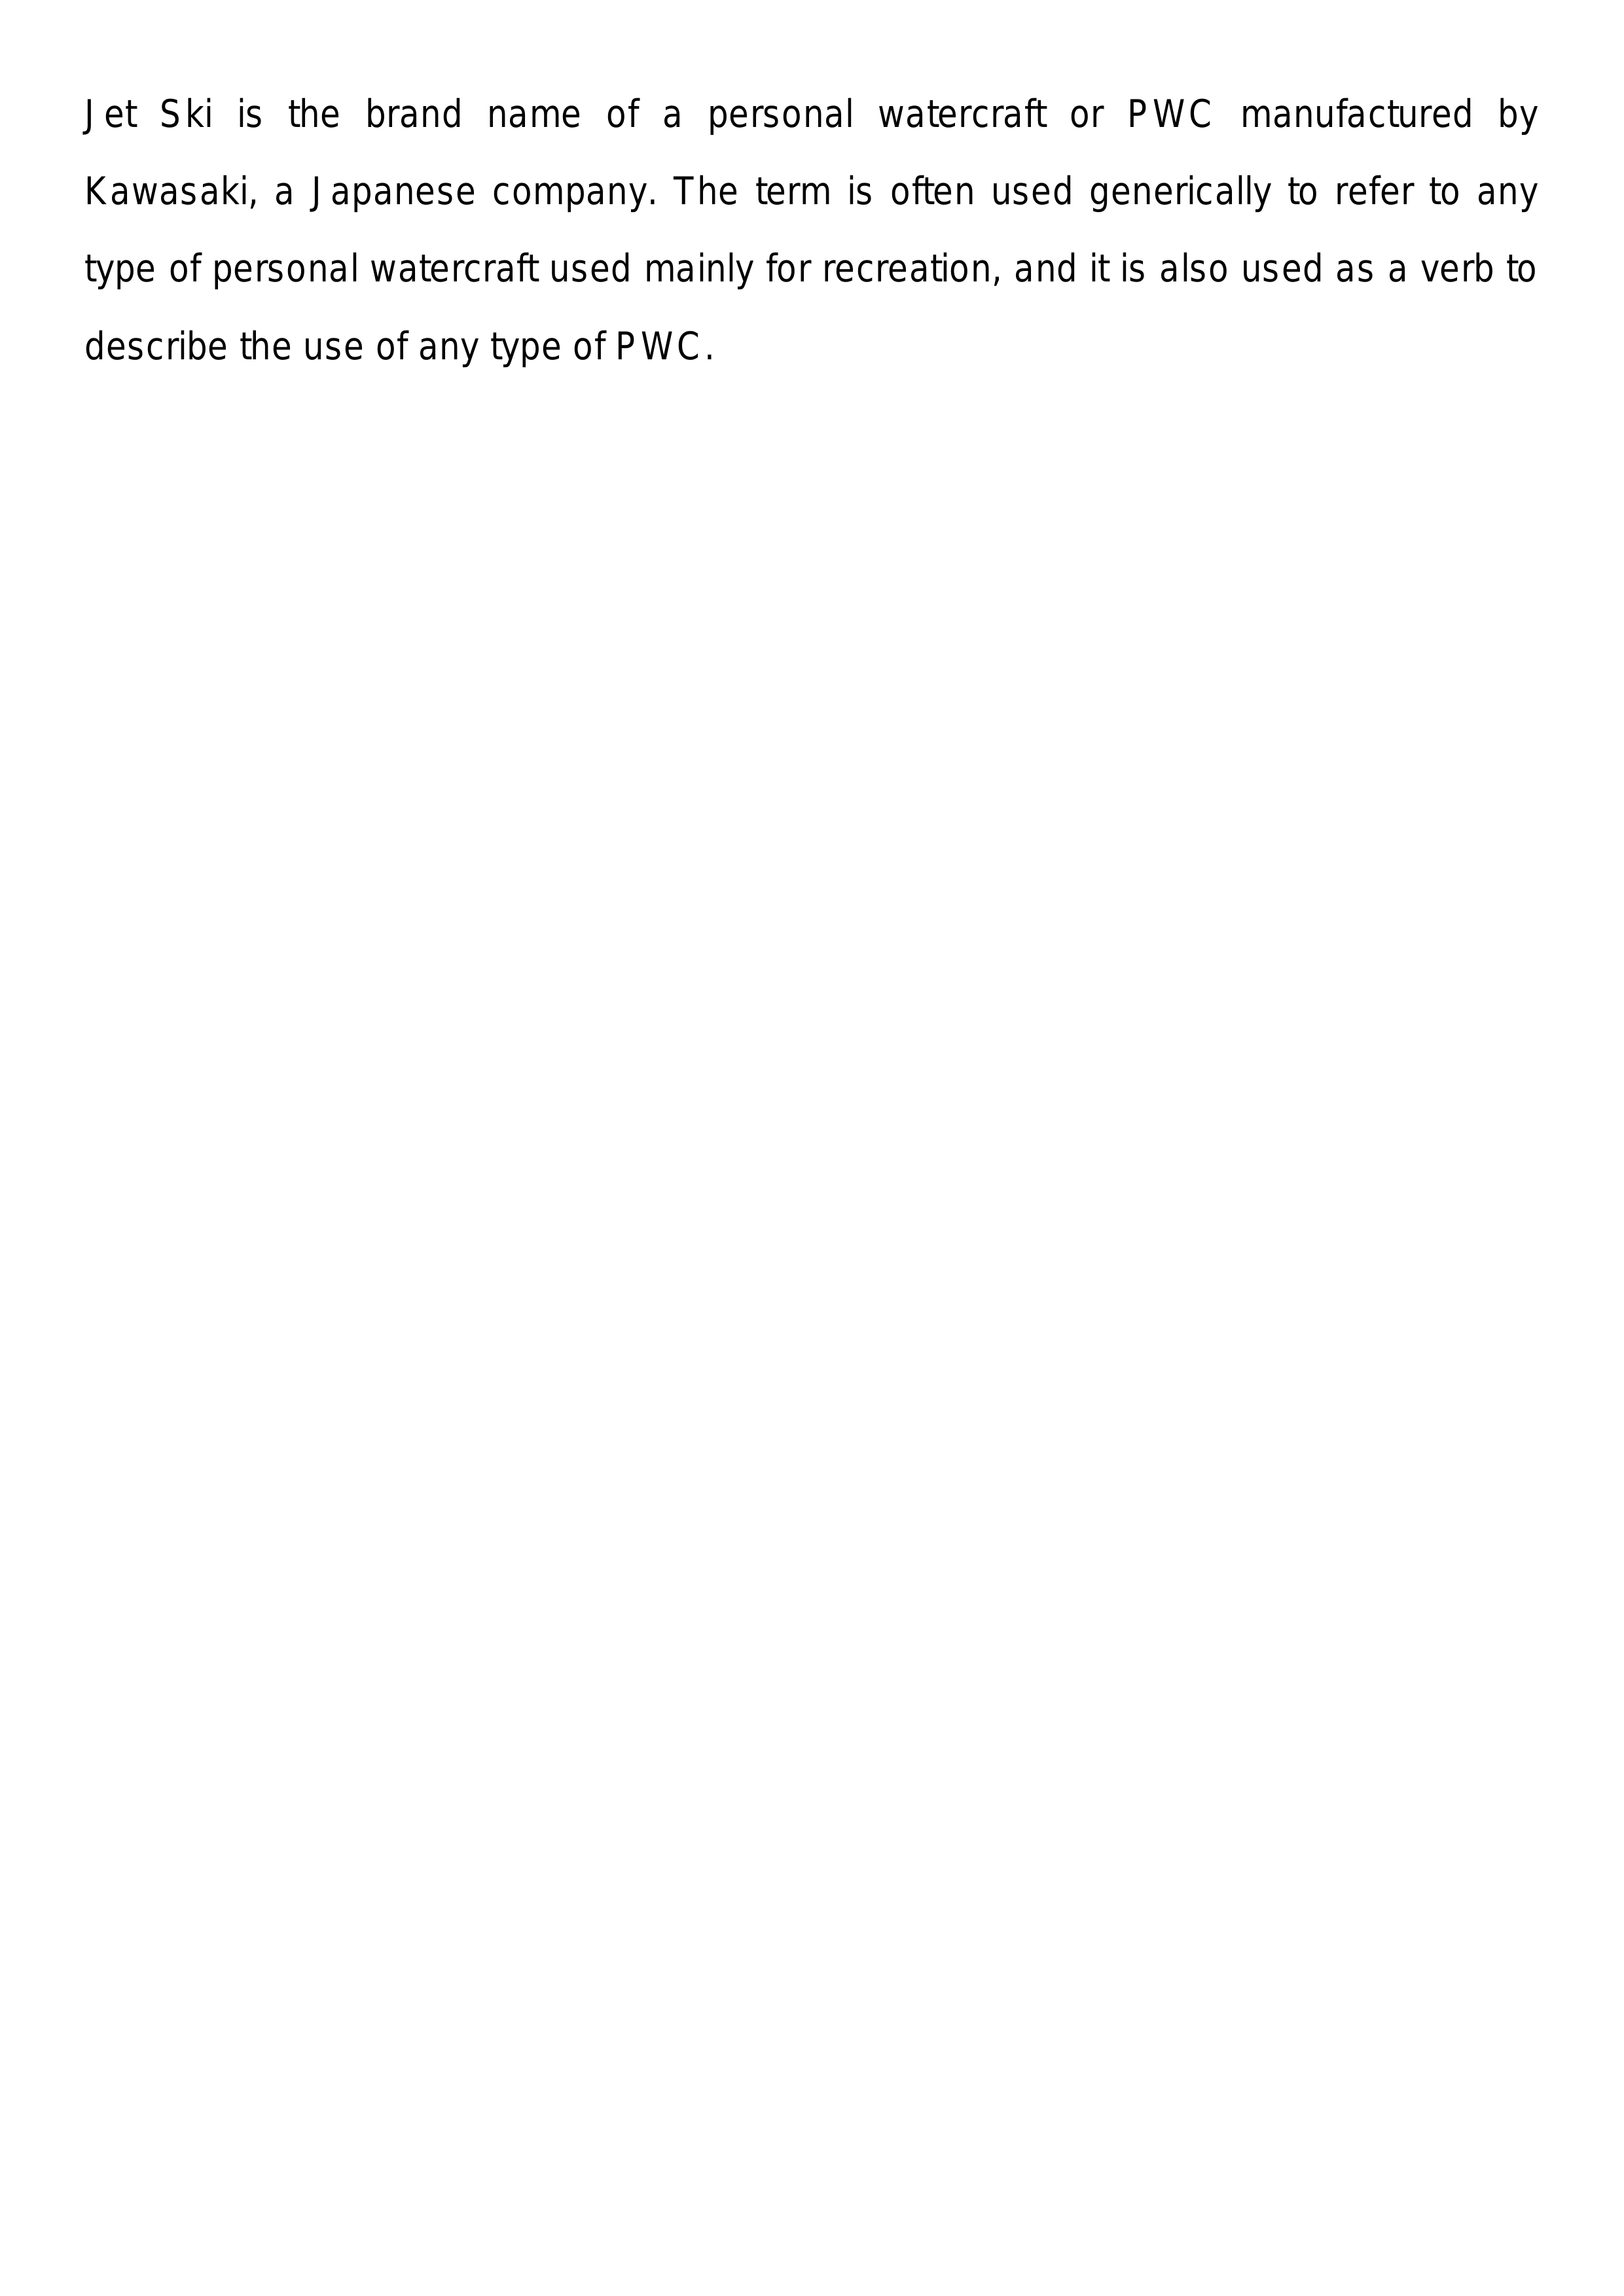 Jet Ski is the brand name of a personal watercraft or PWC manufactured by
Kawasaki, a Japanese company. The term is often used generically to refer to any
type of personal watercraft used mainly for recreation, and it is also used as a verb to
describe the use of any type of PWC.